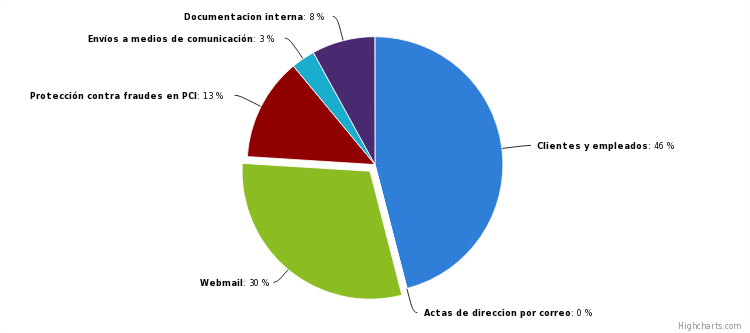 Documentacion interna: 8 %
Envíos a medios de comunicación: 3 %
Protección contra fraudes en PCI: 13 %
Clientes y empleados: 46 %
Webmail: 30 %
Actas de direccion por correo: 0 %
Highcharts.com